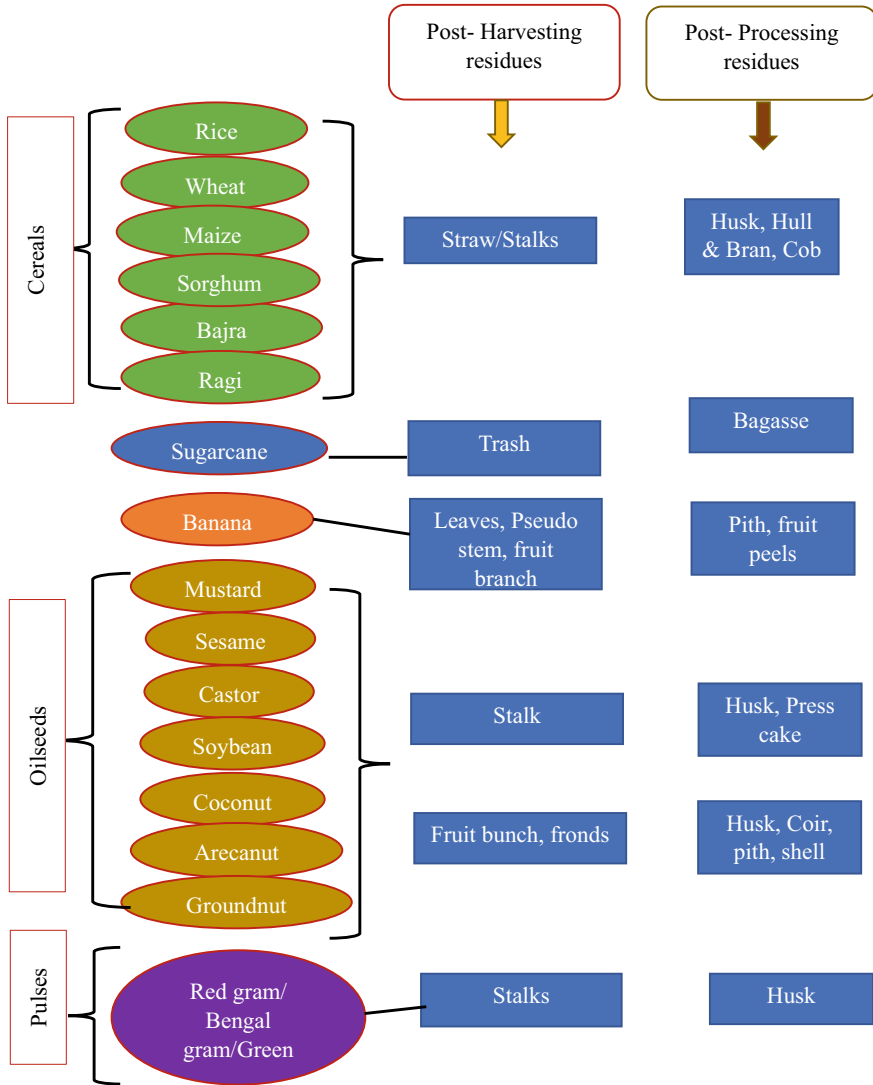 Post- Harvesting
residues
Post- Processing
residues
Cereals
Rice
Wheat
Maize
Sorghum
Bajra
Ragi
Straw/Stalks
Husk, Hull
& Bran, Cob
Sugarcane
Trash
Bagasse
Banana
Leaves, Pseudo
stem, fruit
branch
Pith, fruit
peels
Oilseeds
Mustard
Sesame
Castor
Soybean
Coconut
Arecanut
Groundnut
Stalk
Husk, Press
cake
Fruit bunch, fronds
Husk, Coir,
pith, shell
Pulses
Red gram/
Bengal
gram/Green
Stalks
Husk